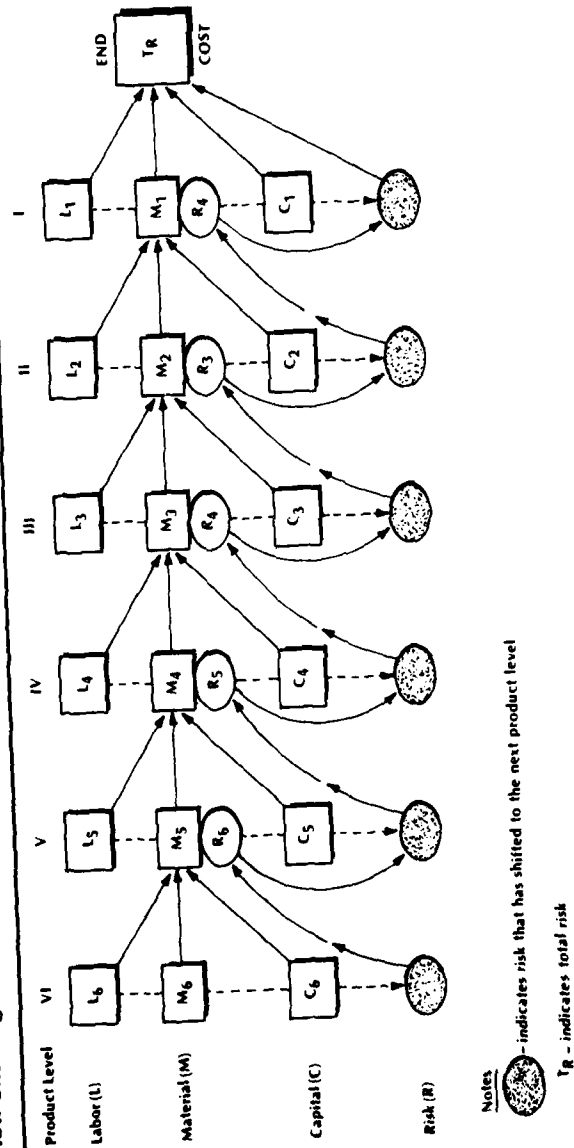 Product Level VI V IV III II I
Labor (L) L6 L5 L4 L3 L2 L1
END
Material (M) M6 M5 M4 M3 M2 M1 TR
R6 R5 R4 R3 R4
COST
Capital (C) C6 C5 C4 C3 C2 C1
Risk (R)
Notes
- indicates risk that has shifted to the next product level
TR - indicates total risk